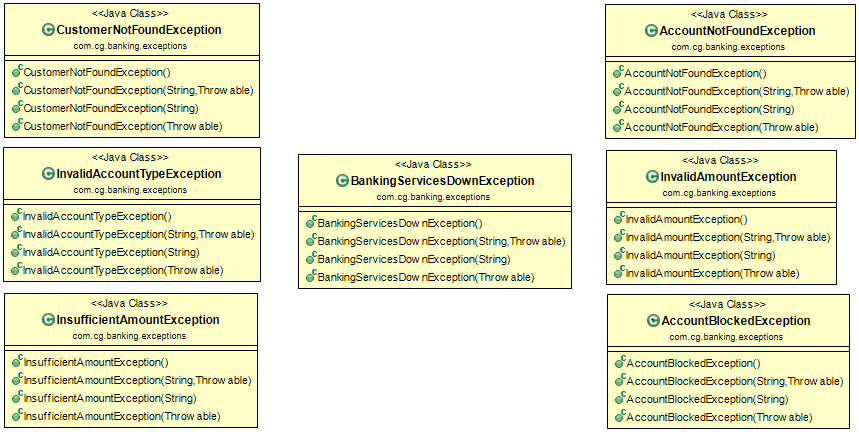 <<Java Class>>
CustomerNotFoundException
com.cg.banking.exceptions
CustomerNotFoundException()
CustomerNotFoundException(String,Throwable)
CustomerNotFoundException(String)
CustomerNotFoundException(Throwable)
<<Java Class>>
AccountNotFoundException
com.cg.banking.exceptions
AccountNotFoundException()
AccountNotFoundException(String,Throwable)
AccountNotFoundException(String)
AccountNotFoundException(Throwable)
<<Java Class>>
InvalidAccountTypeException
com.cg.banking.exceptions
InvalidAccountTypeException()
InvalidAccountTypeException(String,Throwable)
InvalidAccountTypeException(String)
InvalidAccountTypeException(Throwable)
<<Java Class>>
BankingServicesDownException
com.cg.banking.exceptions
BankingServicesDownException()
BankingServicesDownException(String,Throwable)
BankingServicesDownException(String)
BankingServicesDownException(Throwable)
<<Java Class>>
InvalidAmountException
com.cg.banking.exceptions
InvalidAmountException()
InvalidAmountException(String,Throwable)
InvalidAmountException(String)
InvalidAmountException(Throwable)
<<Java Class>>
InsufficientAmountException
com.cg.banking.exceptions
InsufficientAmountException()
InsufficientAmountException(String,Throwable)
InsufficientAmountException(String)
InsufficientAmountException(Throwable)
<<Java Class>>
AccountBlockedException
com.cg.banking.exceptions
AccountBlockedException()
AccountBlockedException(String,Throwable)
AccountBlockedException(String)
AccountBlockedException(Throwable)